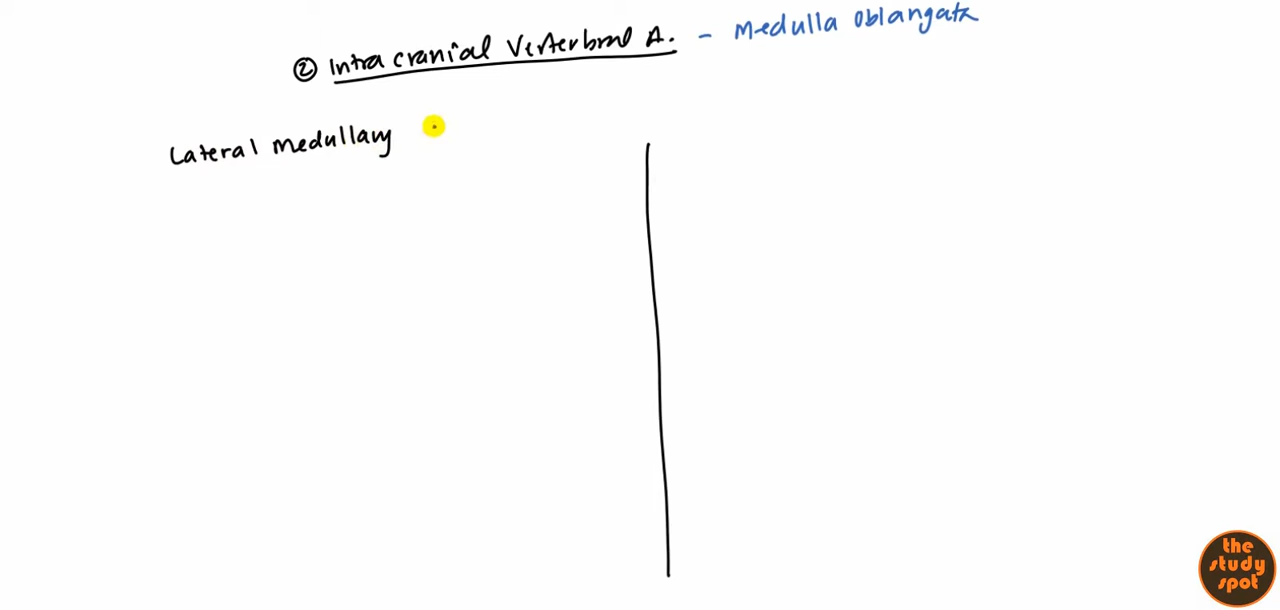 ② Intracranial Vertebral A. - Medulla Oblangata
Lateral medullary
the
study
spot